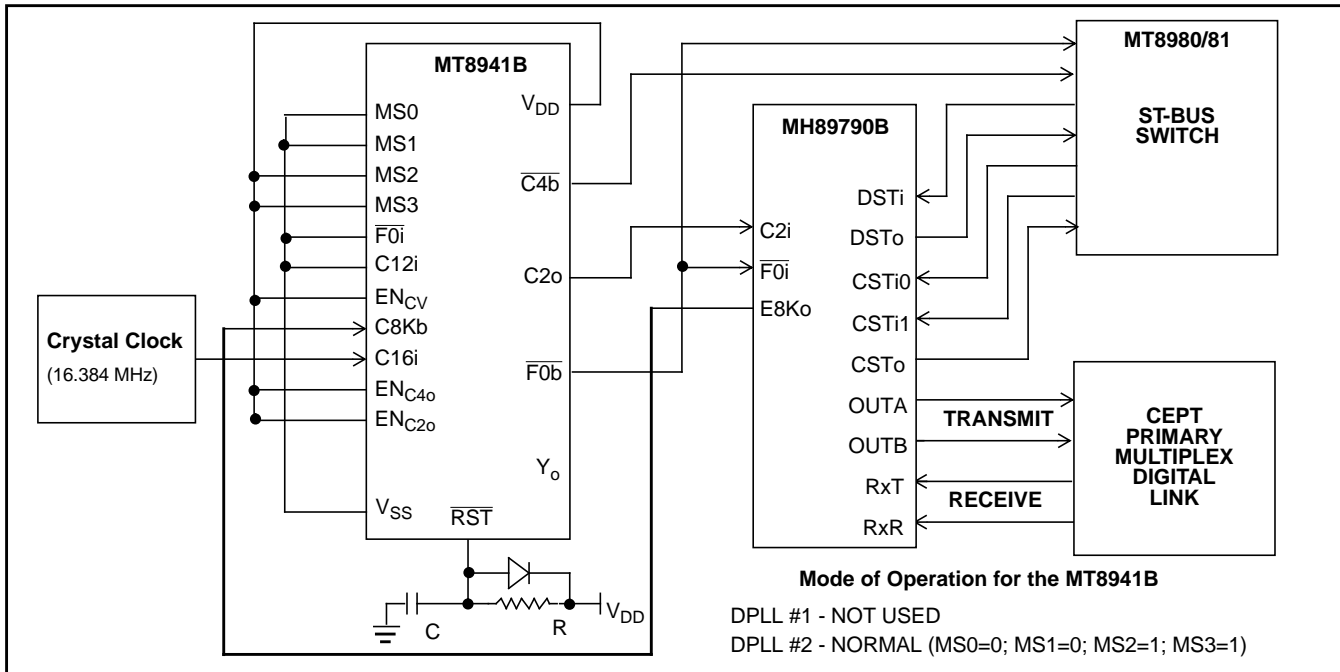 MT8941B
MS0
MS1
MS2
MS3
F0i
C12i
ENCV
C8Kb
C16i
ENC4o
ENC2o
VSS
VDD
C4b
C2o
F0b
Yo
RST
Crystal Clock
(16.384 MHz)
C
R
VDD
MH89790B
C2i
F0i
E8Ko
DSTi
DSTo
CSTi0
CSTi1
CSTo
OUTA
OUTB
RxT
RxR
TRANSMIT
RECEIVE
MT8980/81
ST-BUS
SWITCH
CEPT
PRIMARY
MULTIPLEX
DIGITAL
LINK
Mode of Operation for the MT8941B
DPLL #1 - NOT USED
DPLL #2 - NORMAL (MS0=0; MS1=0; MS2=1; MS3=1)